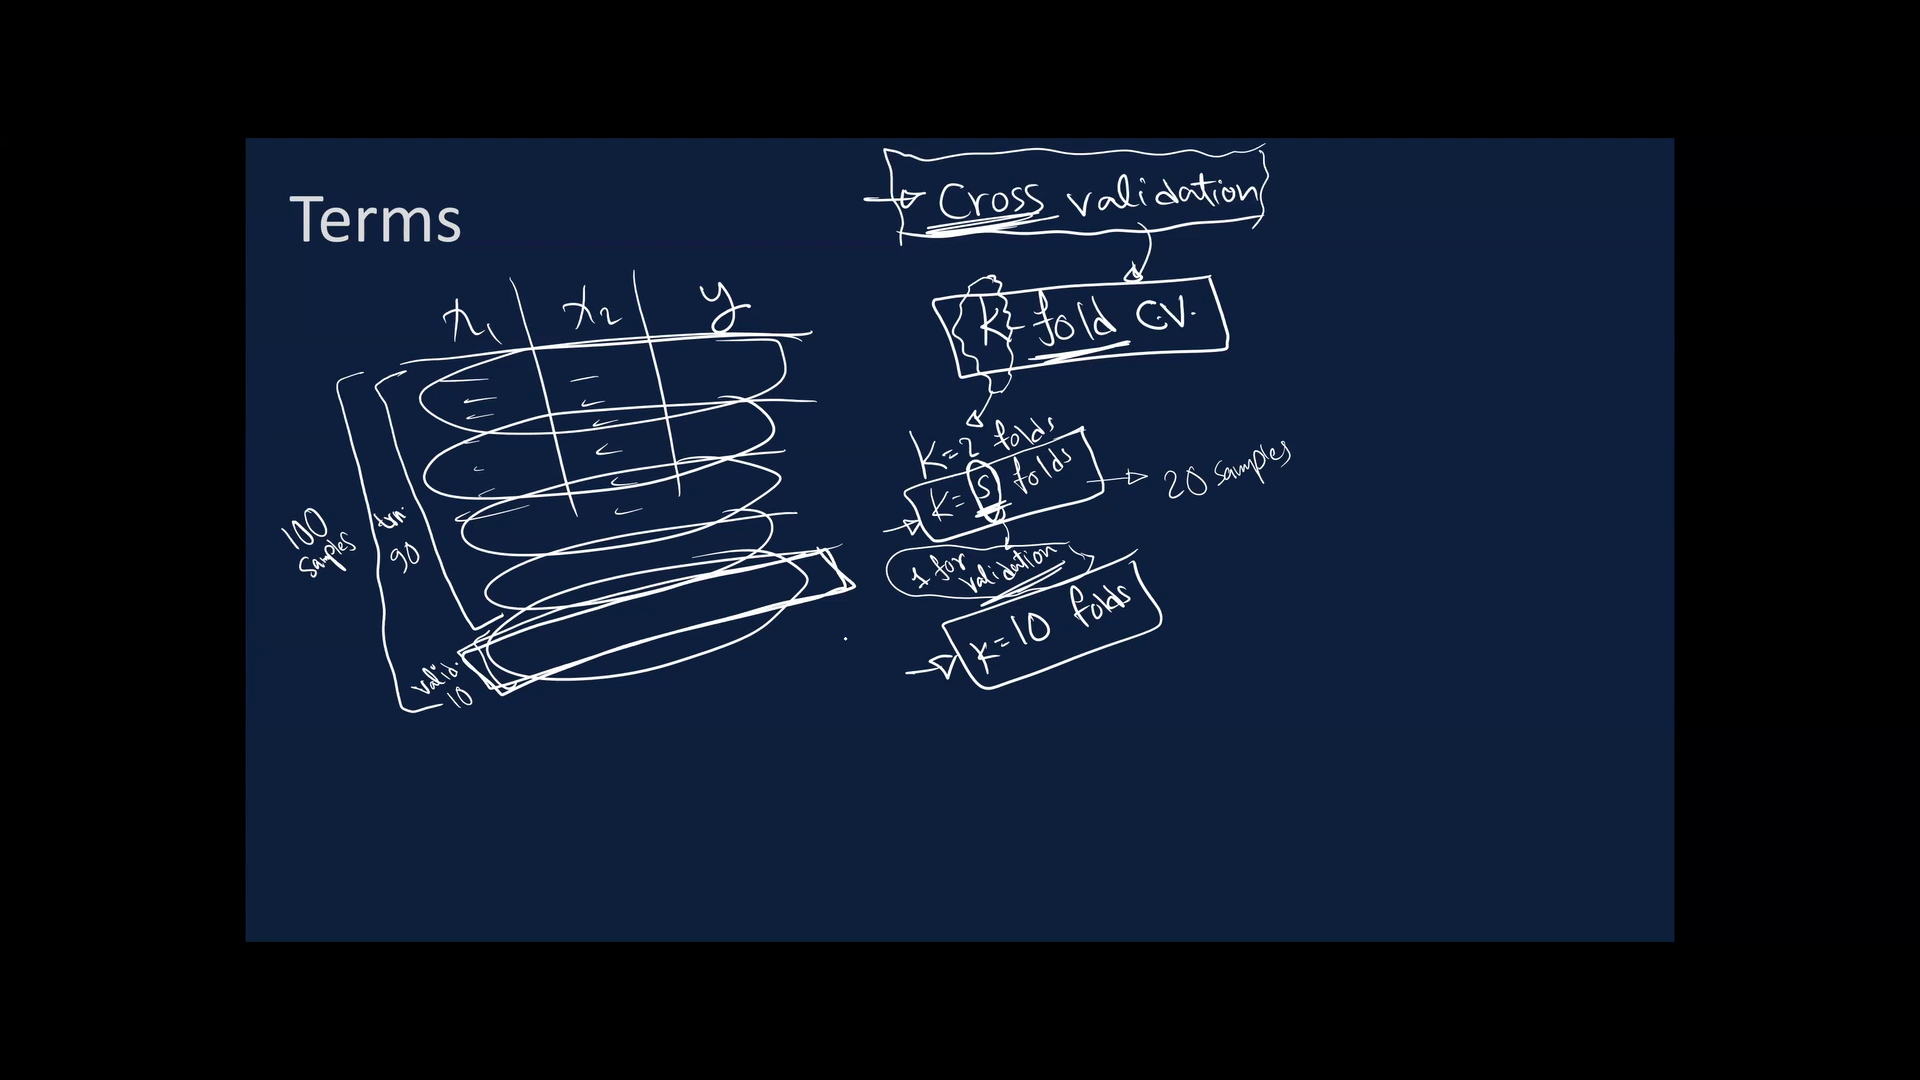 Terms
Cross validation
k-fold C.V.
x1 x2 y
K=2 folds
K=5 folds
20 samples
1 for
validation
K=10 folds
100
samples
trn.
90
valid.
10